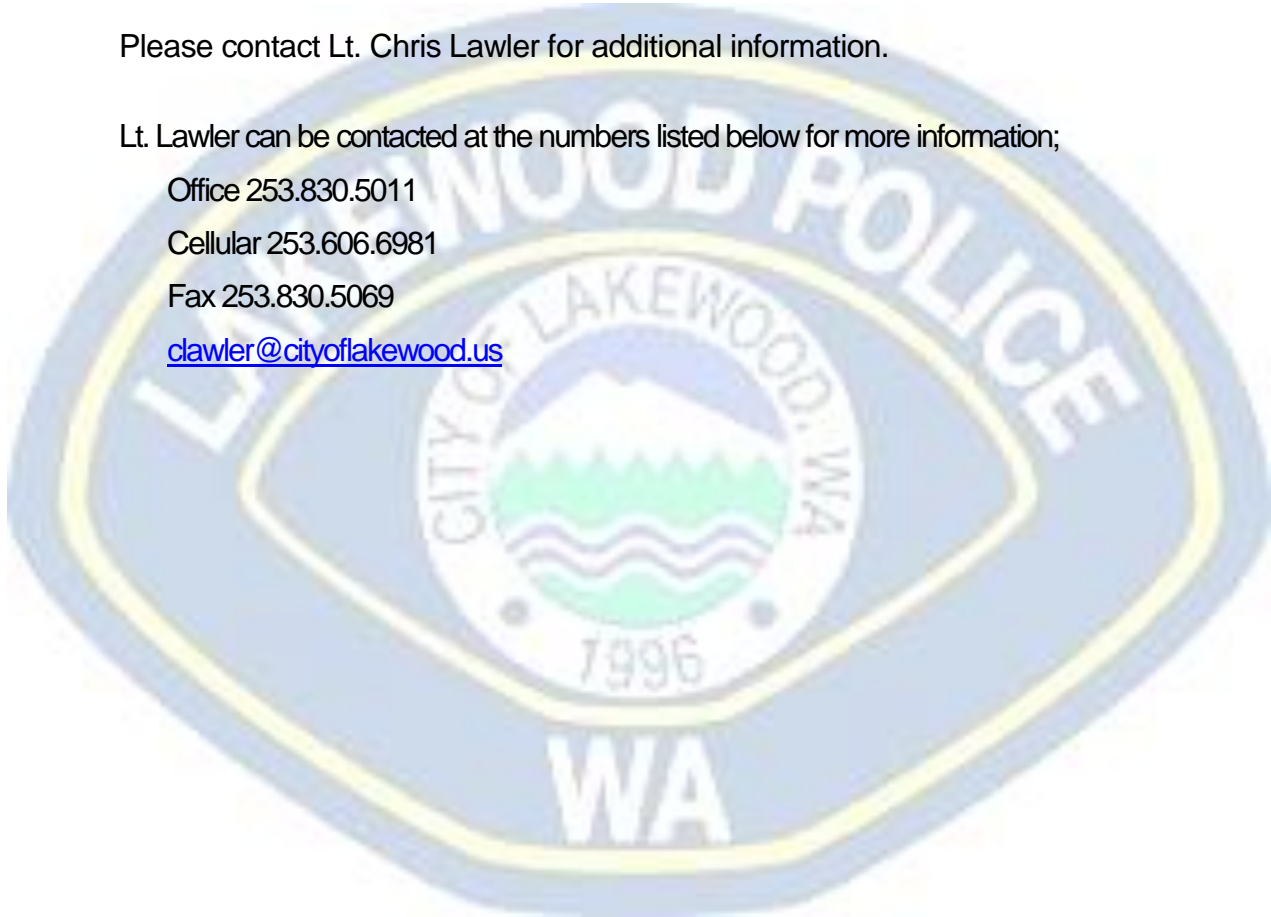 Please contact Lt. Chris Lawler for additional information.
Lt. Lawler can be contacted at the numbers listed below for more information;
Office 253.830.5011
Cellular 253.606.6981
Fax 253.830.5069
clawler@cityoflakewood.us
LAKEWOOD POLICE
CITY OF LAKEWOOD, WA
1996
WA